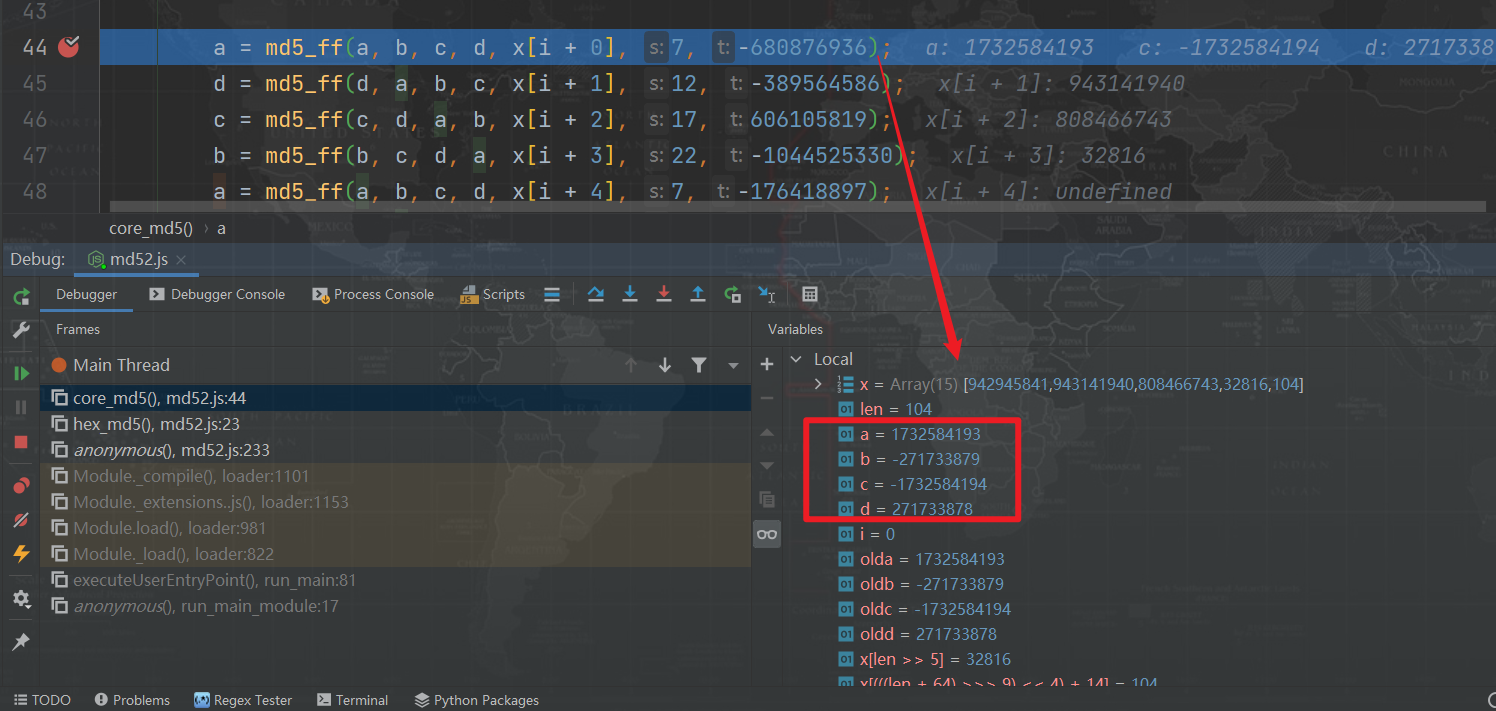 43
44 a = md5_ff(a, b, c, d, x[i + 0], s: 7, t: -680876936); a: 1732584193 c: -1732584194 d: 2717338
45 d = md5_ff(d, a, b, c, x[i + 1], s: 12, t: -389564586); x[i + 1]: 943141940
46 c = md5_ff(c, d, a, b, x[i + 2], s: 17, t: 606105819); x[i + 2]: 808466743
47 b = md5_ff(b, c, d, a, x[i + 3], s: 22, t: -1044525330); x[i + 3]: 32816
48 a = md5_ff(a, b, c, d, x[i + 4], s: 7, t: -176418897); x[i + 4]: undefined
core_md5() › a
Debug: md52.js
Debugger Debugger Console Process Console Scripts
Frames
Variables
Main Thread
core_md5(), md52.js:44
hex_md5(), md52.js:23
anonymous(), md52.js:233
Module._compile(), loader:1101
Module._extensions..js(), loader:1153
Module.load(), loader:981
Module._load(), loader:822
executeUserEntryPoint(), run_main:81
anonymous(), run_main_module:17
Local
x = Array(15) [942945841,943141940,808466743,32816,104]
len = 104
a = 1732584193
b = -271733879
c = -1732584194
d = 271733878
i = 0
olda = 1732584193
oldb = -271733879
oldc = -1732584194
oldd = 271733878
x[len >> 5] = 32816
x[(((len + 64) >>> 9) << 4) + 14] = 104
TODO Problems Regex Tester Terminal Python Packages